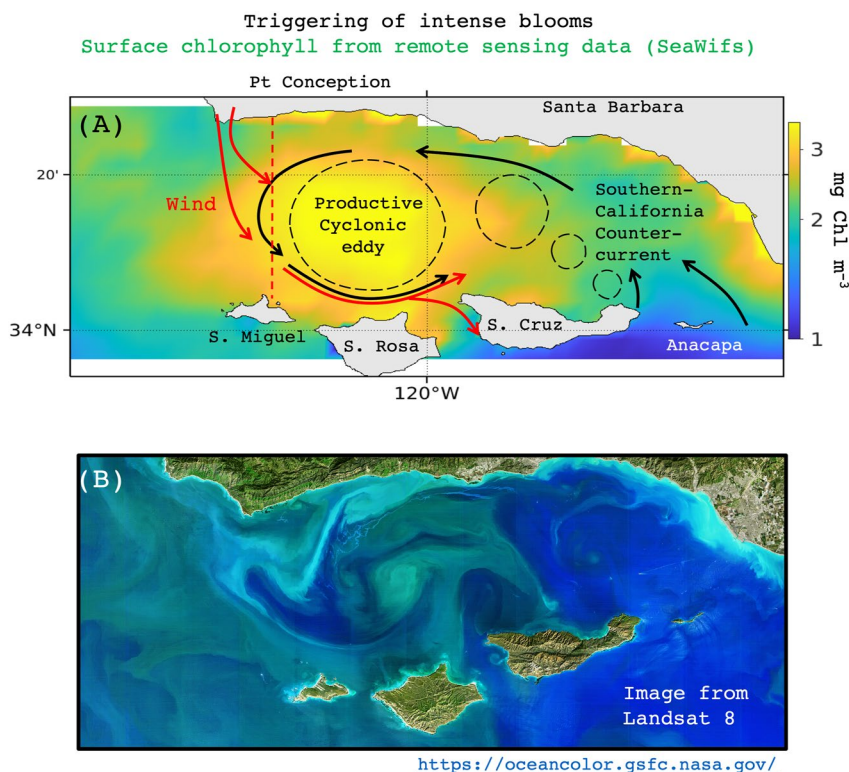 Triggering of intense blooms
Surface chlorophyll from remote sensing data (SeaWifs)
Pt Conception
(A)
Santa Barbara
20'
Wind
Productive
Cyclonic
eddy
Southern-
California
Counter-
current
3
2
1
mg Chl m⁻³
34°N
S. Miguel
S. Rosa
S. Cruz
Anacapa
120°W
(B)
Image from
Landsat 8
https://oceancolor.gsfc.nasa.gov/